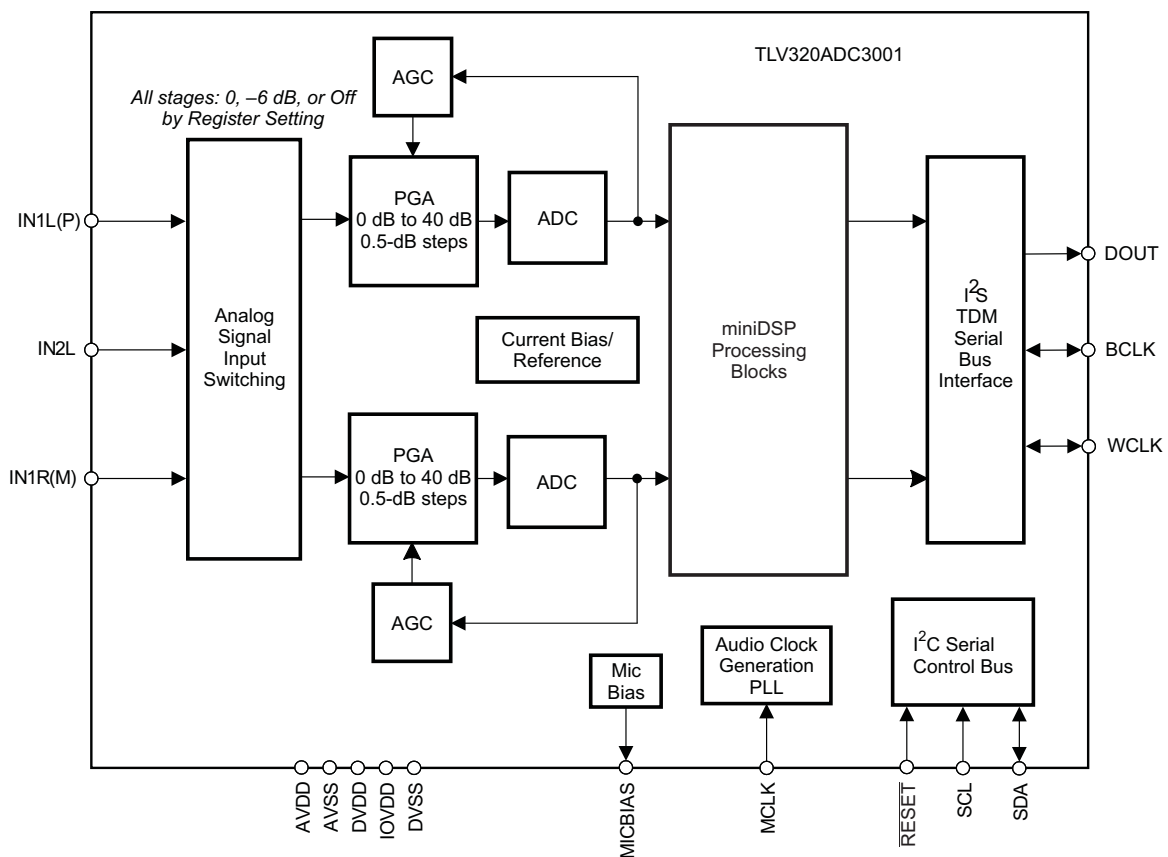 TLV320ADC3001
AGC
All stages: 0, –6 dB, or Off
by Register Setting
IN1L(P)
IN2L
IN1R(M)
Analog
Signal
Input
Switching
PGA
0 dB to 40 dB
0.5-dB steps
ADC
Current Bias/
Reference
PGA
0 dB to 40 dB
0.5-dB steps
ADC
AGC
miniDSP
Processing
Blocks
I2S
TDM
Serial
Bus
Interface
DOUT
BCLK
WCLK
Mic
Bias
Audio Clock
Generation
PLL
I2C Serial
Control Bus
AVDD
AVSS
DVDD
IOVDD
DVSS
MICBIAS
MCLK
RESET
SCL
SDA